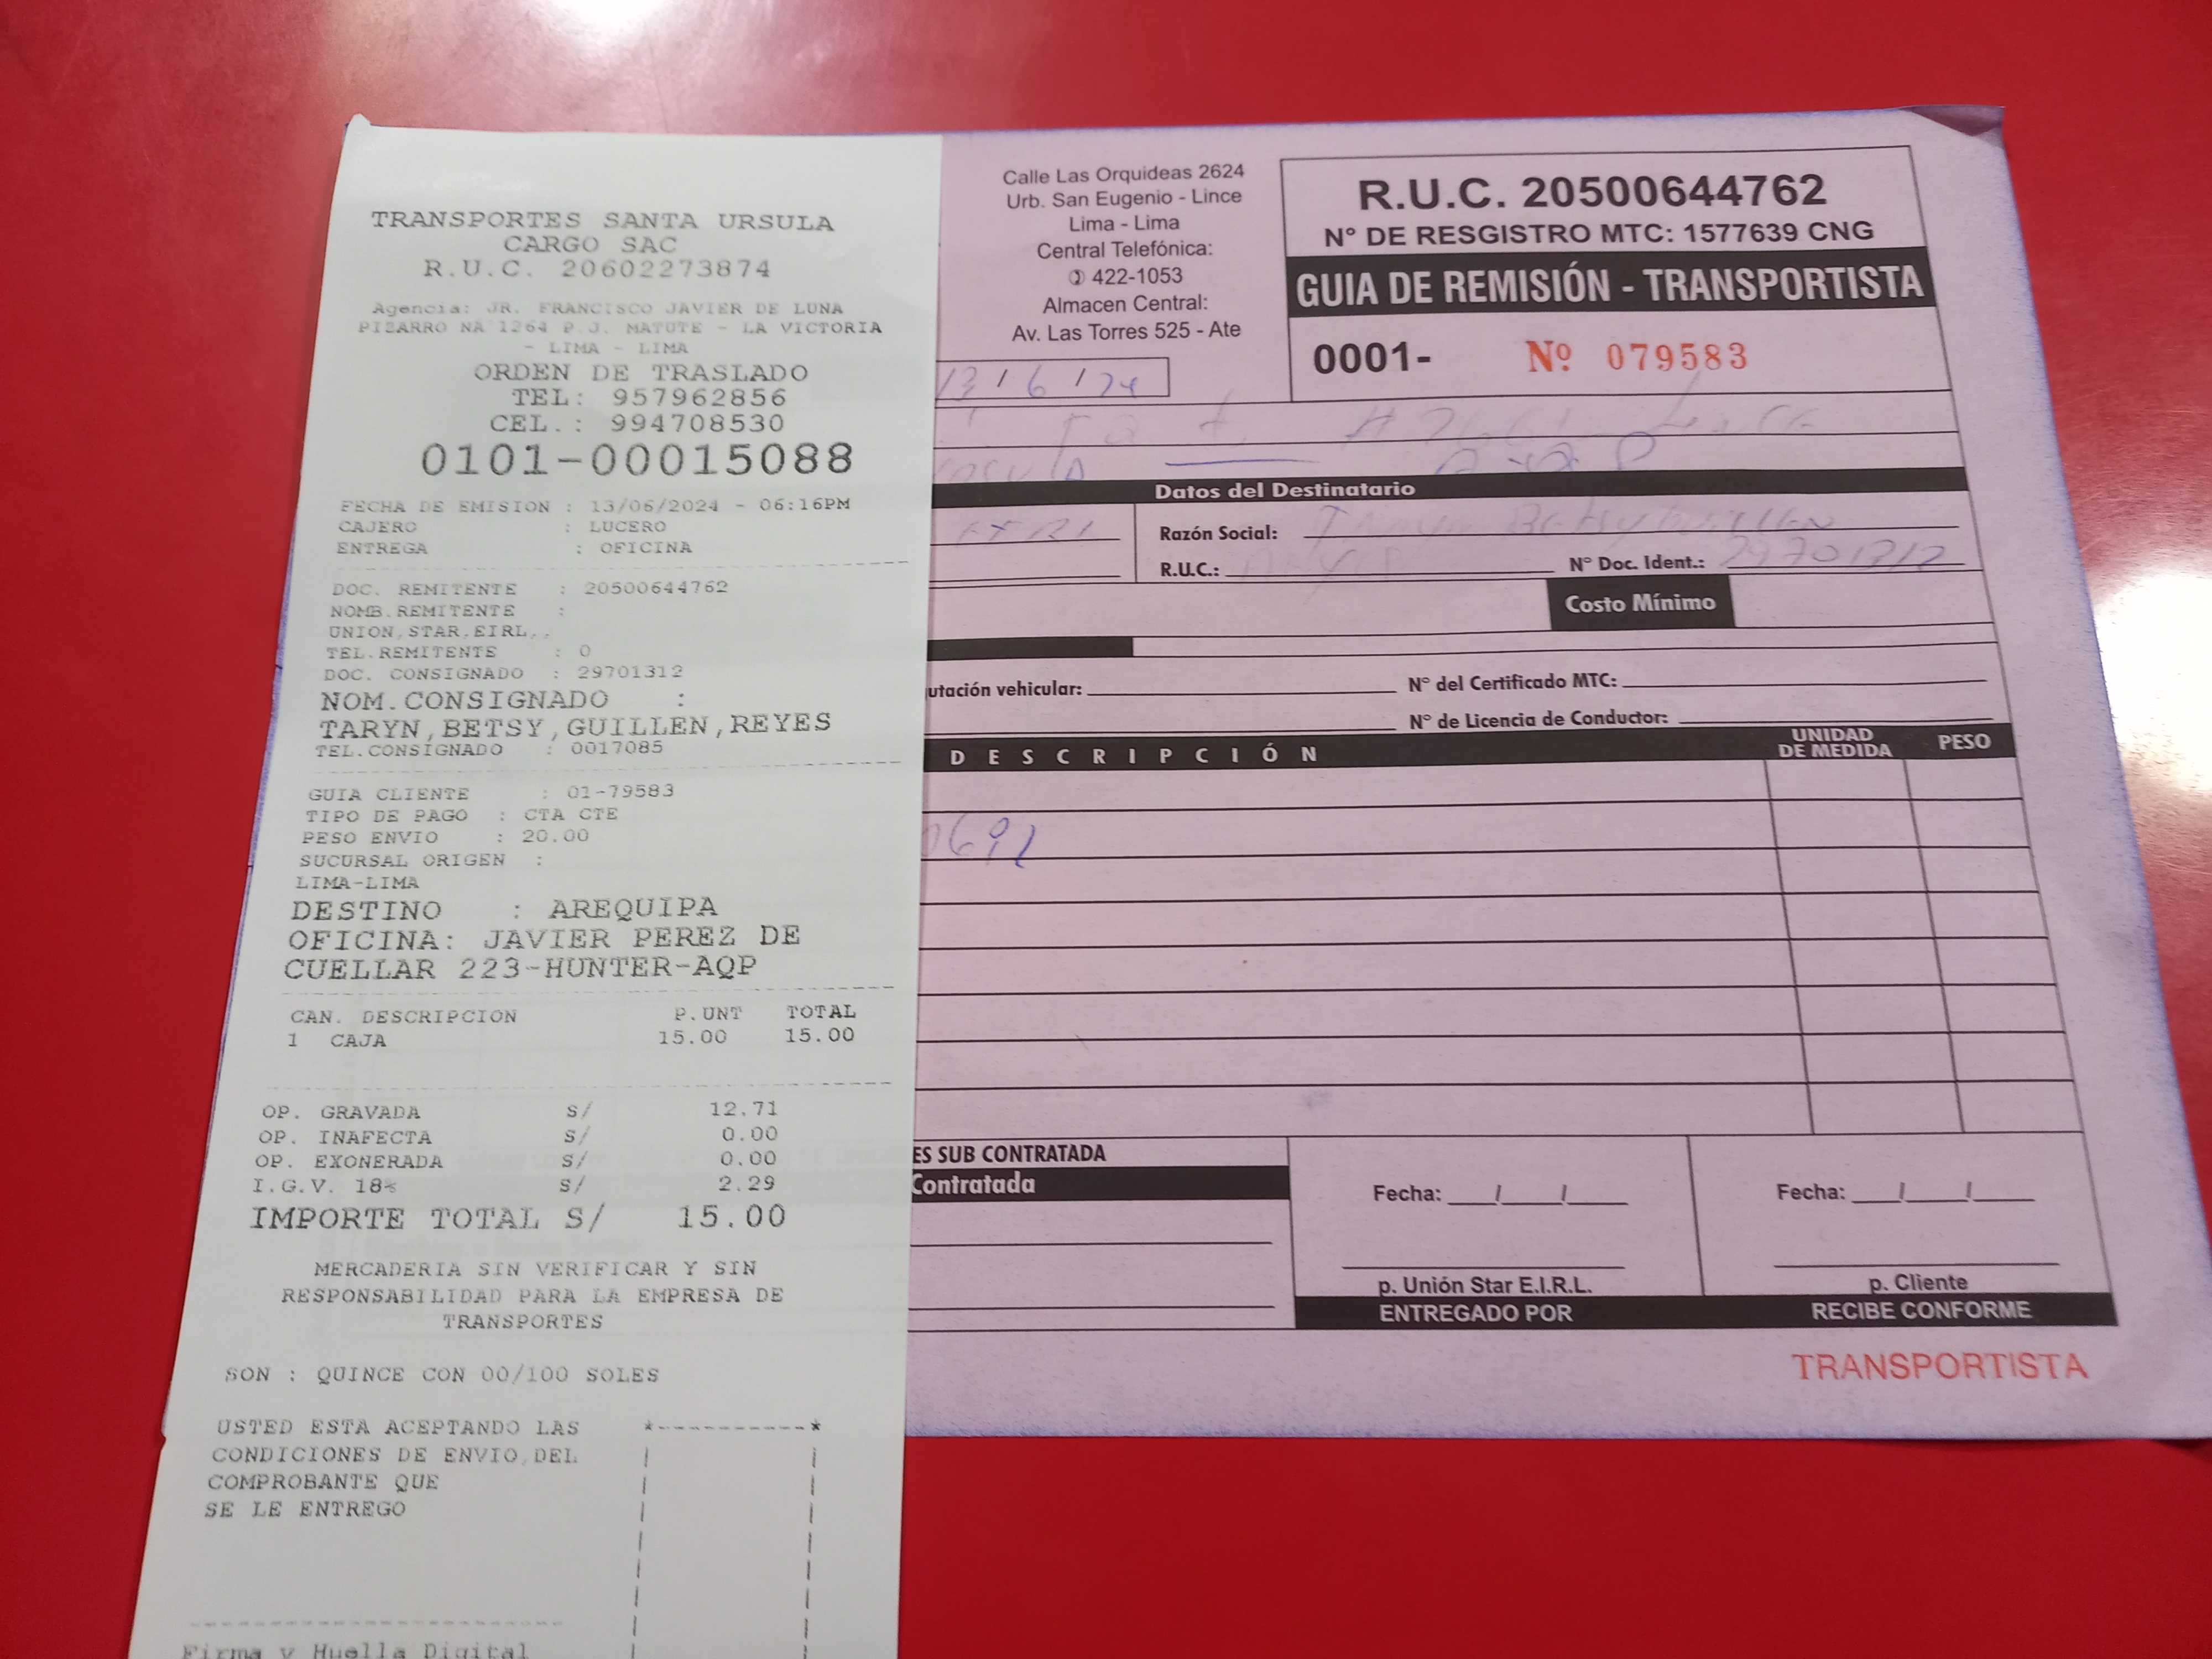 TRANSPORTES SANTA URSULA
CARGO SAC
R.U.C. 20602273874
Agencia: JR. FRANCISCO JAVIER DE LUNA
PIZARRO NA 1264 P.J. MATUTE - LA VICTORIA
- LIMA - LIMA
ORDEN DE TRASLADO
TEL: 957962856
CEL.: 994708530
0101-00015088
FECHA DE EMISION : 13/06/2024 - 06:16PM
CAJERO : LUCERO
ENTREGA : OFICINA
DOC. REMITENTE : 20500644762
NOMB.REMITENTE :
UNION,STAR,EIRL,.
TEL.REMITENTE : 0
DOC. CONSIGNADO : 29701312
NOM.CONSIGNADO :
TARYN,BETSY,GUILLEN,REYES
TEL.CONSIGNADO : 0017085
GUIA CLIENTE : 01-79583
TIPO DE PAGO : CTA CTE
PESO ENVIO : 20.00
SUCURSAL ORIGEN :
LIMA-LIMA
DESTINO : AREQUIPA
OFICINA: JAVIER PEREZ DE
CUELLAR 223-HUNTER-AQP
CAN. DESCRIPCION P.UNT TOTAL
1 CAJA 15.00 15.00
OP. GRAVADA S/ 12.71
OP. INAFECTA S/ 0.00
OP. EXONERADA S/ 0.00
I.G.V. 18% S/ 2.29
IMPORTE TOTAL S/ 15.00
MERCADERIA SIN VERIFICAR Y SIN
RESPONSABILIDAD PARA LA EMPRESA DE
TRANSPORTES
SON : QUINCE CON 00/100 SOLES
USTED ESTA ACEPTANDO LAS
CONDICIONES DE ENVIO,DEL
COMPROBANTE QUE
SE LE ENTREGO
Firma y Huella Digital
Calle Las Orquideas 2624
Urb. San Eugenio - Lince
Lima - Lima
Central Telefónica:
422-1053
Almacen Central:
Av. Las Torres 525 - Ate
R.U.C. 20500644762
N° DE RESGISTRO MTC: 1577639 CNG
GUIA DE REMISIÓN - TRANSPORTISTA
0001- Nº 079583
13 / 6 / 24
Datos del Destinatario
Razón Social: Taryn Betsy Guillen
R.U.C.: N° Doc. Ident.: 29701312
Costo Mínimo
utación vehicular: N° del Certificado MTC:
N° de Licencia de Conductor:
DESCRIPCIÓN UNIDAD DE MEDIDA PESO
692
ES SUB CONTRATADA
Contratada
Fecha: / /
Fecha: / /
p. Unión Star E.I.R.L.
ENTREGADO POR
p. Cliente
RECIBE CONFORME
TRANSPORTISTA